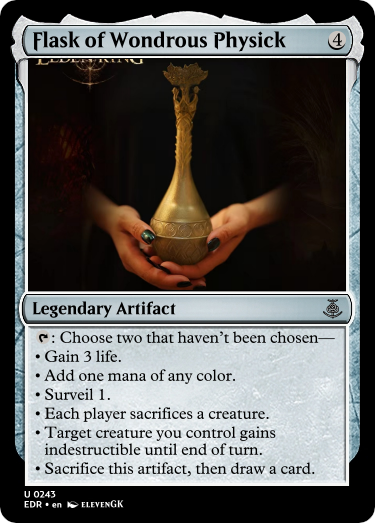 Flask of Wondrous Physick 4
ELDEN RING
Legendary Artifact
: Choose two that haven't been chosen—
• Gain 3 life.
• Add one mana of any color.
• Surveil 1.
• Each player sacrifices a creature.
• Target creature you control gains
indestructible until end of turn.
• Sacrifice this artifact, then draw a card.
U 0243
EDR • en ELEVENGK